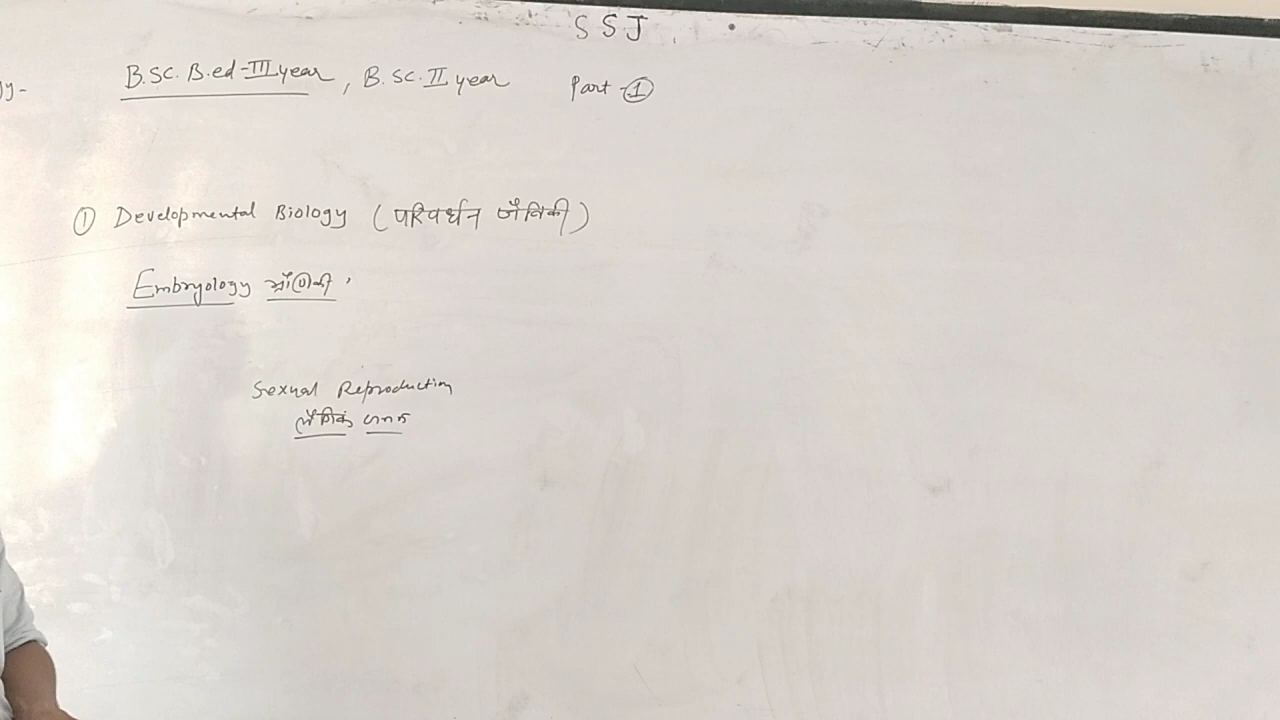 SSJ
B.SC. B.ed-III year, B.SC. II year Part-①
① Developmental Biology (परिवर्धन जैविकी)
Embryology भ्रौणिकी
Sexual Reproduction
लैंगिक जनन